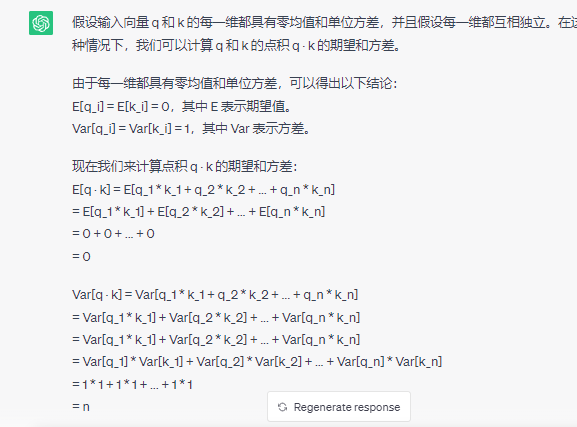 假设输入向量 q 和 k 的每一维都具有零均值和单位方差，并且假设每一维都互相独立。在这
种情况下，我们可以计算 q 和 k 的点积 q · k 的期望和方差。
由于每一维都具有零均值和单位方差，可以得出以下结论：
E[q_i] = E[k_i] = 0，其中 E 表示期望值。
Var[q_i] = Var[k_i] = 1，其中 Var 表示方差。
现在我们来计算点积 q · k 的期望和方差：
E[q · k] = E[q_1 * k_1 + q_2 * k_2 + ... + q_n * k_n]
= E[q_1 * k_1] + E[q_2 * k_2] + ... + E[q_n * k_n]
= 0 + 0 + ... + 0
= 0
Var[q · k] = Var[q_1 * k_1 + q_2 * k_2 + ... + q_n * k_n]
= Var[q_1 * k_1] + Var[q_2 * k_2] + ... + Var[q_n * k_n]
= Var[q_1 * k_1] + Var[q_2 * k_2] + ... + Var[q_n * k_n]
= Var[q_1] * Var[k_1] + Var[q_2] * Var[k_2] + ... + Var[q_n] * Var[k_n]
= 1 * 1 + 1 * 1 + ... + 1 * 1
= n
Regenerate response